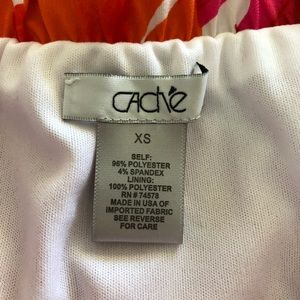 CACHÉ
XS
SELF:
96% POLYESTER
4% SPANDEX
LINING:
100% POLYESTER
RN # 74578
MADE IN USA OF
IMPORTED FABRIC
SEE REVERSE
FOR CARE